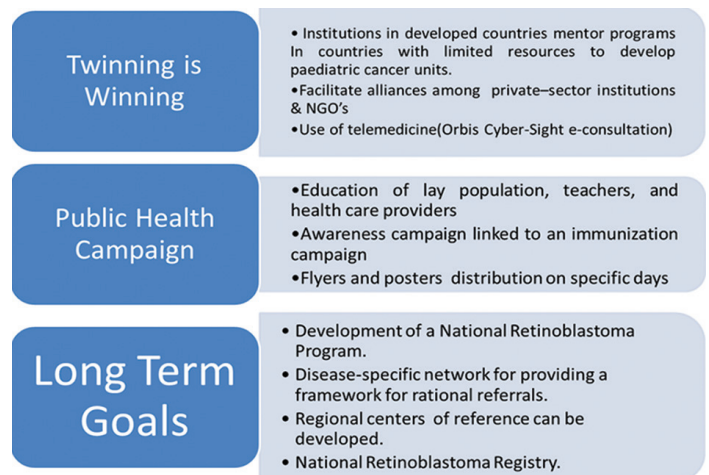 Twinning is
Winning
• Institutions in developed countries mentor programs
In countries with limited resources to develop
paediatric cancer units.
•Facilitate alliances among private–sector institutions
& NGO's
•Use of telemedicine(Orbis Cyber-Sight e-consultation)
Public Health
Campaign
•Education of lay population, teachers, and
health care providers
•Awareness campaign linked to an immunization
campaign
•Flyers and posters distribution on specific days
Long Term
Goals
• Development of a National Retinoblastoma
Program.
• Disease-specific network for providing a
framework for rational referrals.
• Regional centers of reference can be
developed.
• National Retinoblastoma Registry.